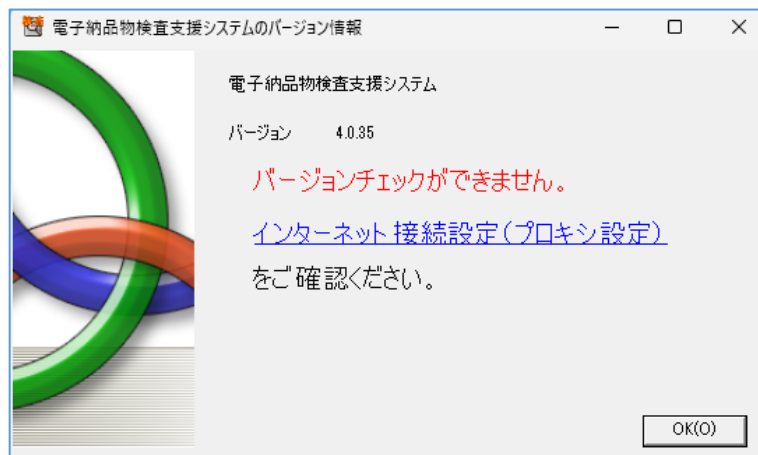 電子納品物検査支援システムのバージョン情報
電子納品物検査支援システム
バージョン 4.0.35
バージョンチェックができません。
インターネット接続設定(プロキシ設定)
をご確認ください。
OK(O)